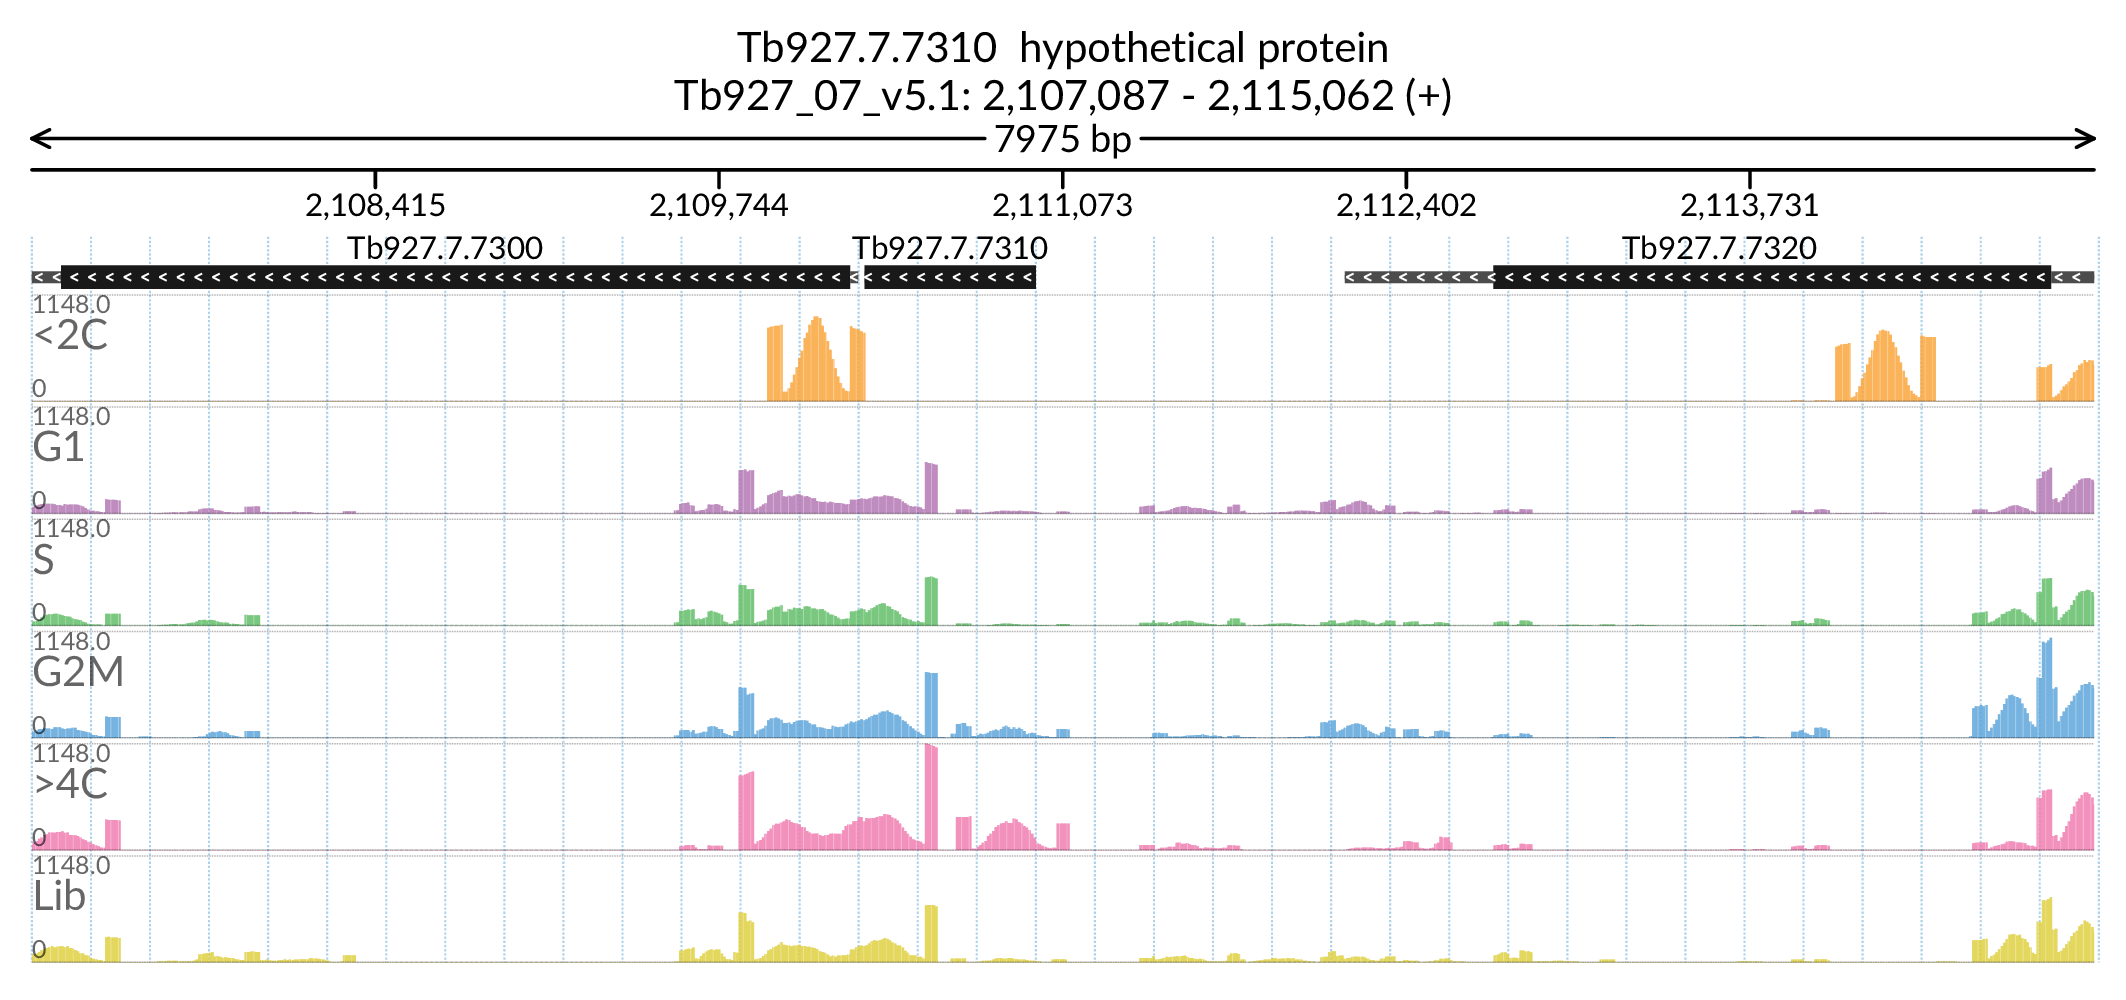 Tb927.7.7310 hypothetical protein
Tb927_07_v5.1: 2,107,087 - 2,115,062 (+)
7975 bp
2,108,415 2,109,744 2,111,073 2,112,402 2,113,731
Tb927.7.7300 Tb927.7.7310 Tb927.7.7320
1148.0
<2C
0
1148.0
G1
0
1148.0
S
0
1148.0
G2M
0
1148.0
>4C
0
1148.0
Lib
0